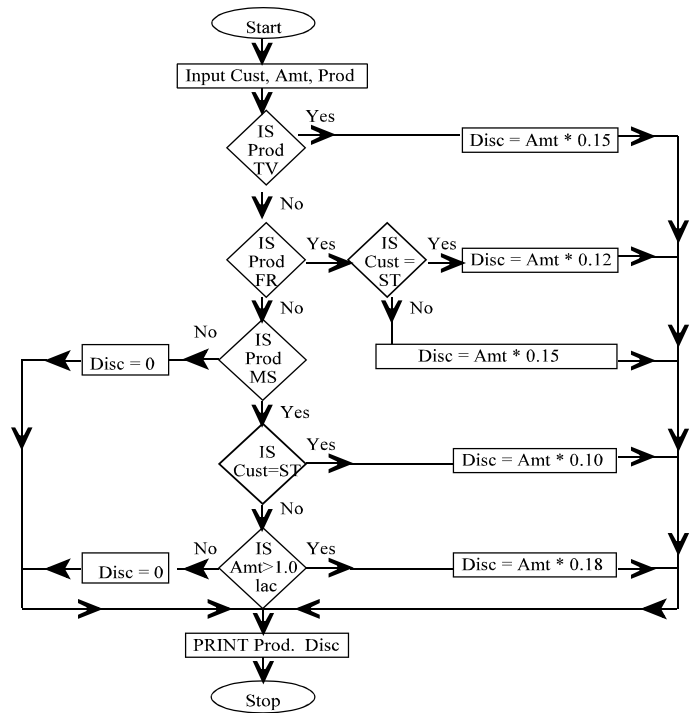 Start
Input Cust, Amt, Prod
IS
Prod
TV
Yes
Disc = Amt * 0.15
No
IS
Prod
FR
Yes
IS
Cust =
ST
Yes
Disc = Amt * 0.12
No
No
Disc = Amt * 0.15
IS
Prod
MS
No
Disc = 0
Yes
IS
Cust=ST
Yes
Disc = Amt * 0.10
No
IS
Amt>1.0
lac
No
Disc = 0
Yes
Disc = Amt * 0.18
PRINT Prod. Disc
Stop